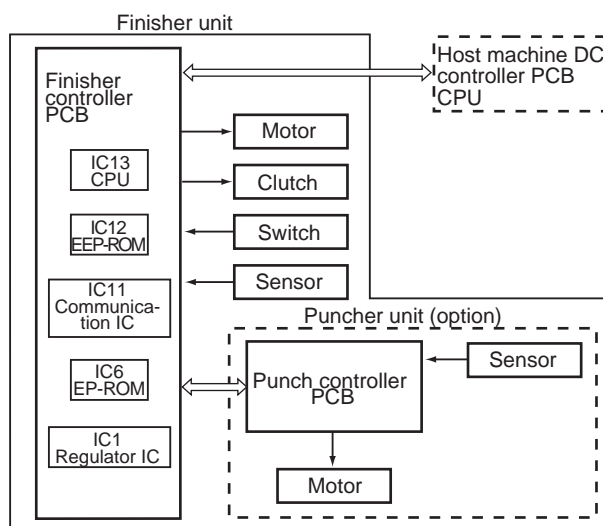 Finisher unit
Finisher
controller
PCB
Host machine DC
controller PCB
CPU
Motor
IC13
CPU
Clutch
IC12
EEP-ROM
Switch
IC11
Communica-
tion IC
Sensor
Puncher unit (option)
IC6
EP-ROM
Punch controller
PCB
Sensor
IC1
Regulator IC
Motor